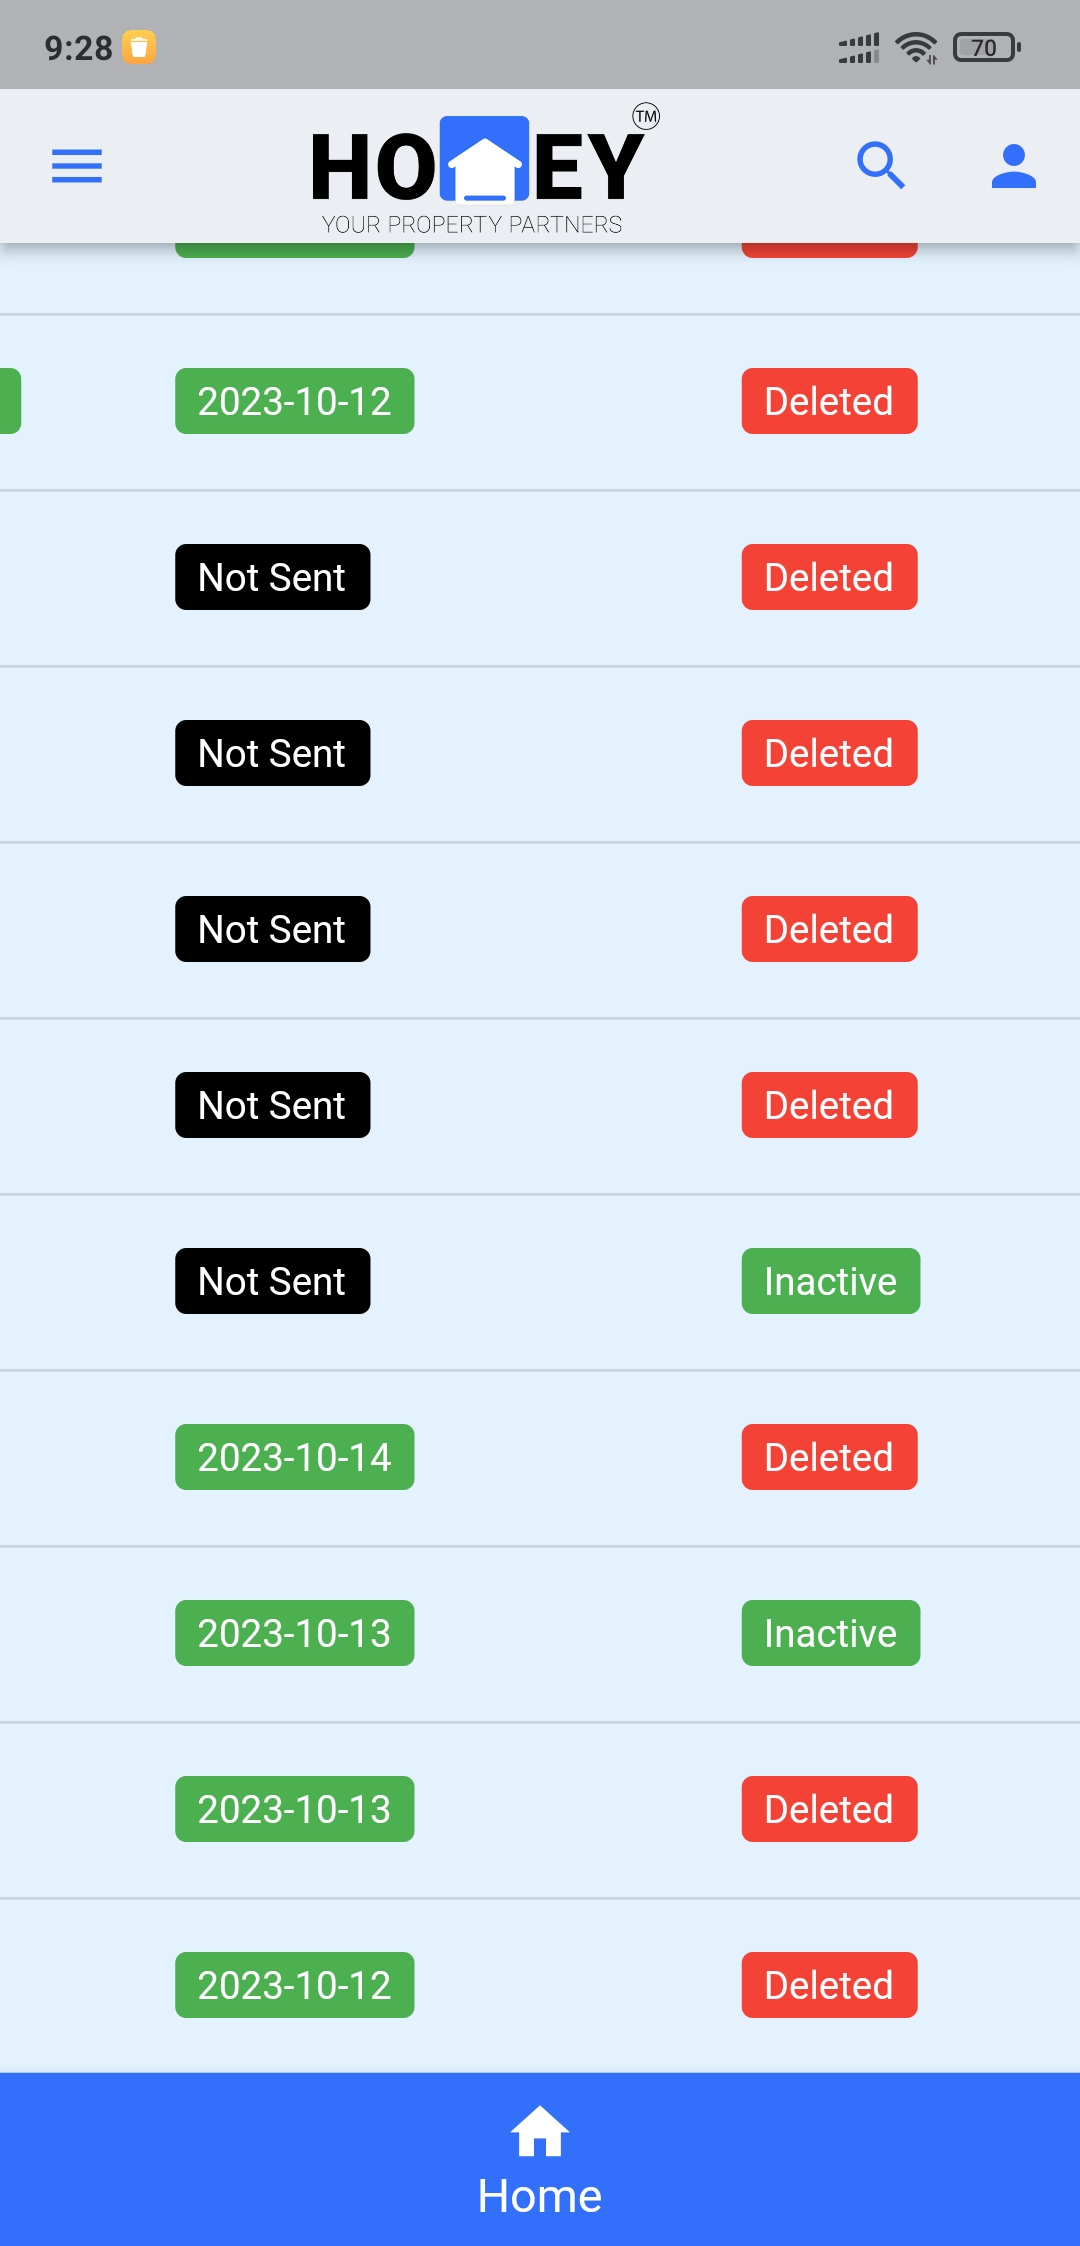 9:28 70
HOMEY TM
YOUR PROPERTY PARTNERS
2023-10-12 Deleted
Not Sent Deleted
Not Sent Deleted
Not Sent Deleted
Not Sent Deleted
Not Sent Inactive
2023-10-14 Deleted
2023-10-13 Inactive
2023-10-13 Deleted
2023-10-12 Deleted
Home